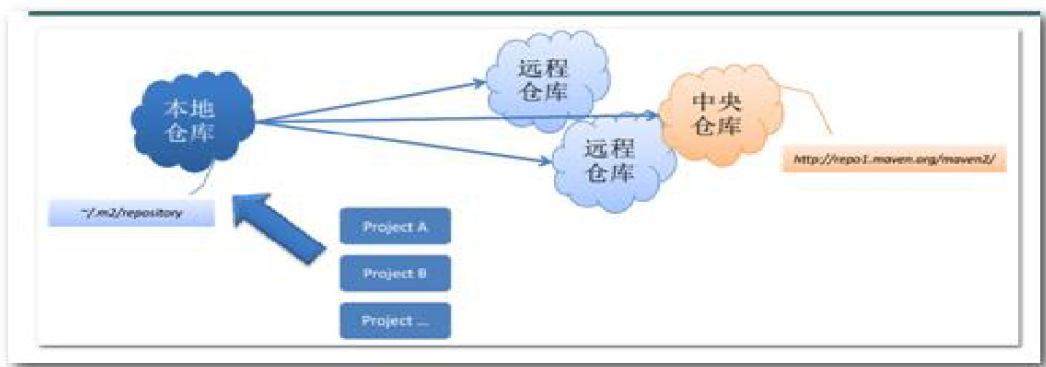 远程
仓库
本地
仓库
中央
仓库
远程
仓库
http://repo1.maven.org/maven2/
~/.m2/repository
Project A
Project B
Project ...